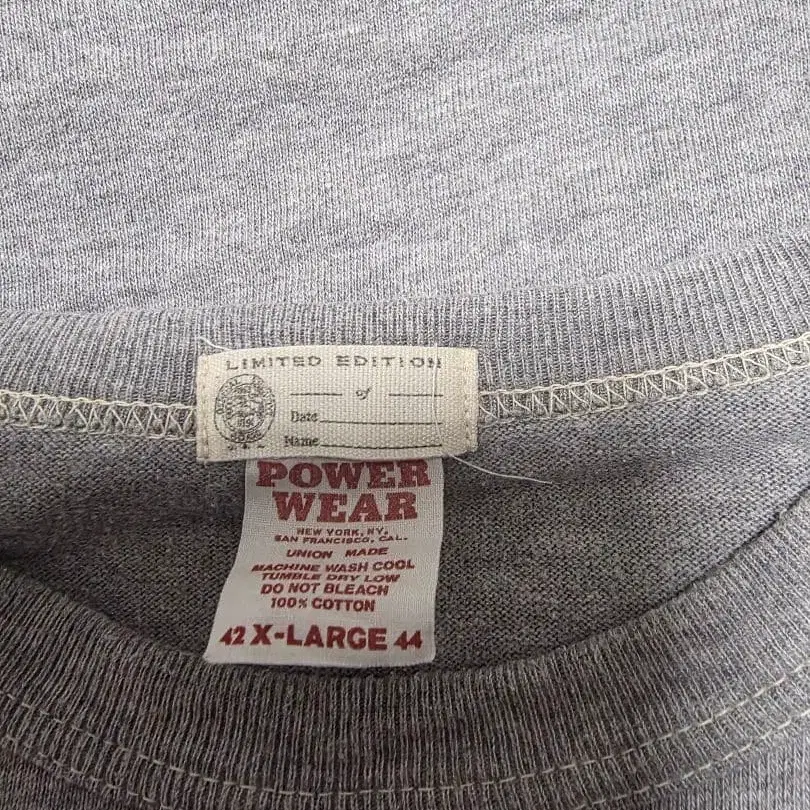 LIMITED EDITION
of
Date
Name
POWER
WEAR
NEW YORK, NY.
SAN FRANCISCO, CAL.
UNION MADE
MACHINE WASH COOL
TUMBLE DRY LOW
DO NOT BLEACH
100% COTTON
42 X-LARGE 44